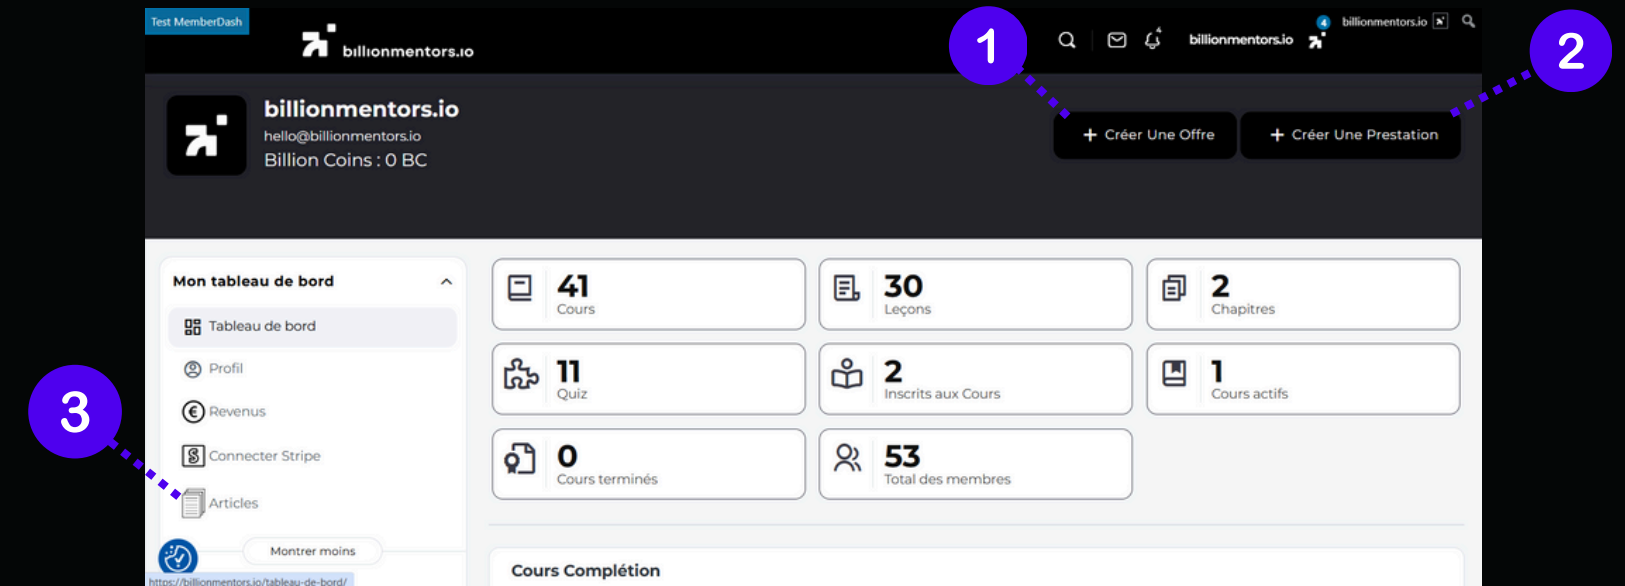 Test MemberDash
billionmentors.io
1
4
billionmentors.io
4
billionmentors.io
2
billionmentors.io
hello@billionmentors.io
Billion Coins : 0 BC
+ Créer Une Offre
+ Créer Une Prestation
Mon tableau de bord
Tableau de bord
Profil
Revenus
Connecter Stripe
Articles
Montrer moins
3
41
Cours
30
Leçons
2
Chapitres
11
Quiz
2
Inscrits aux Cours
1
Cours actifs
0
Cours terminés
53
Total des membres
Cours Complétion
https://billionmentors.io/tableau-de-bord/